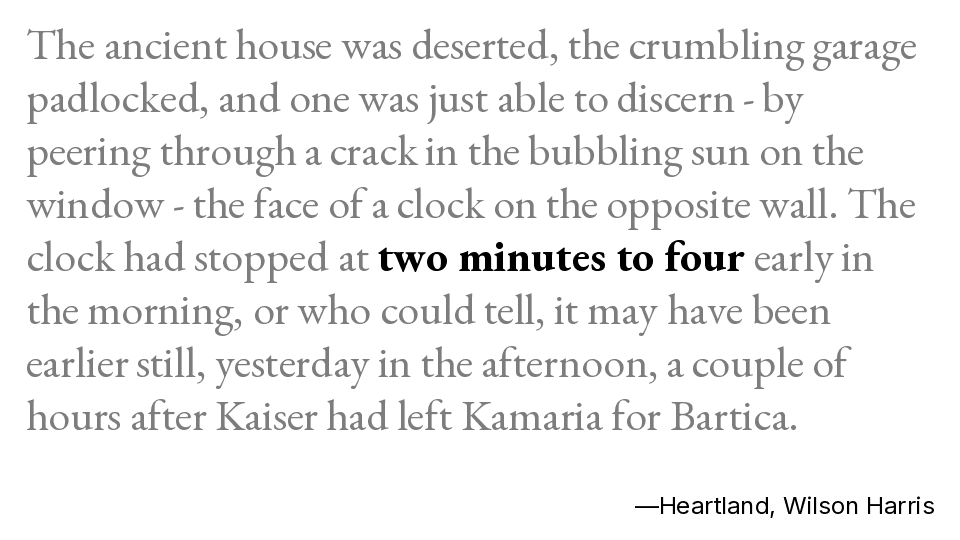 The ancient house was deserted, the crumbling garage
padlocked, and one was just able to discern - by
peering through a crack in the bubbling sun on the
window - the face of a clock on the opposite wall. The
clock had stopped at two minutes to four early in
the morning, or who could tell, it may have been
earlier still, yesterday in the afternoon, a couple of
hours after Kaiser had left Kamaria for Bartica.
—Heartland, Wilson Harris